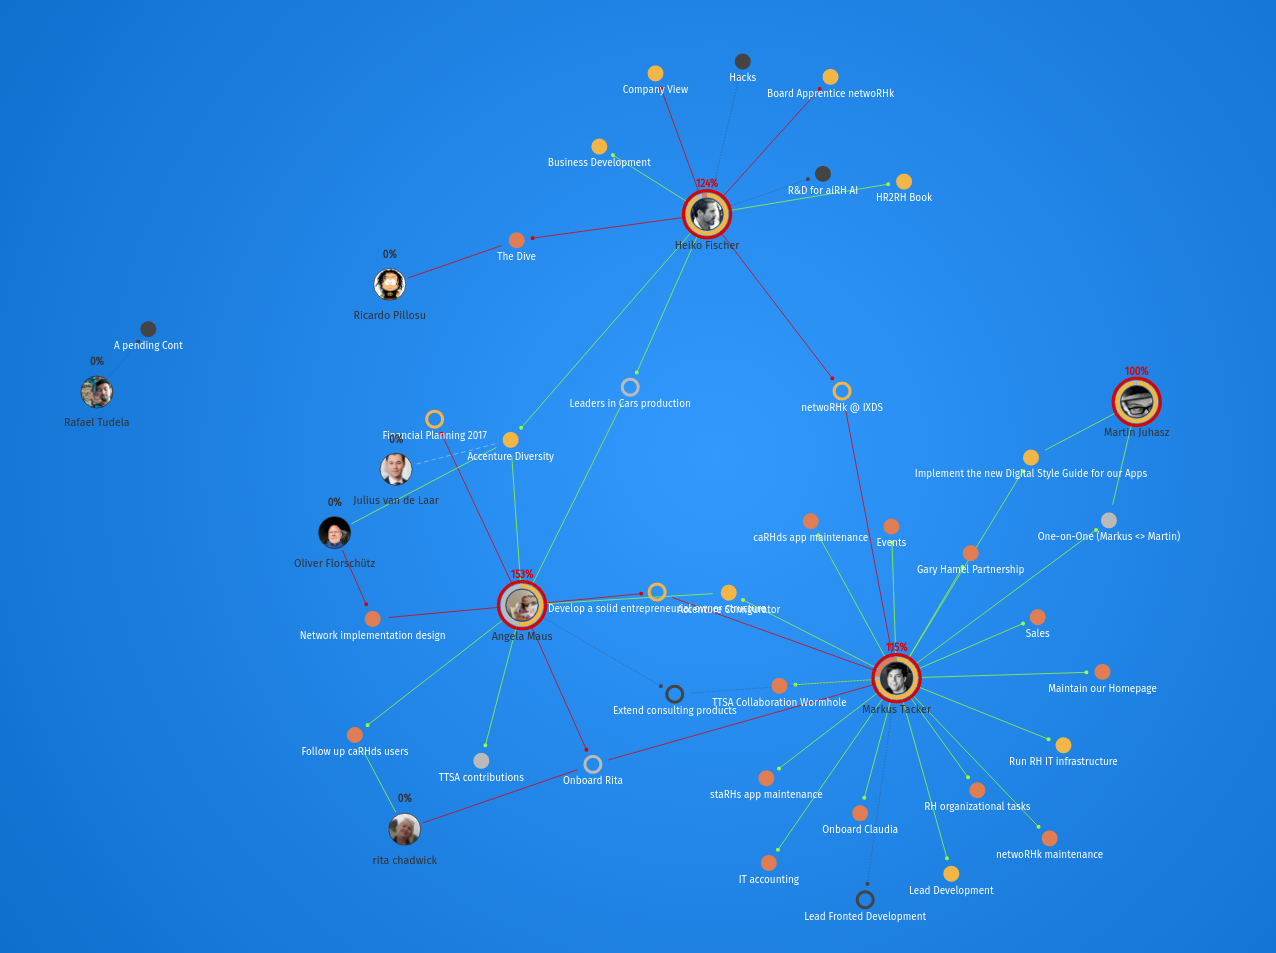 Hacks
Company View
Board Apprentice netwoRHk
Business Development
124%
R&D for aiRH AI
HR2RH Book
Heiko Fischer
The Dive
0%
Ricardo Pillosu
A pending Cont
0%
Rafael Tudela
100%
Martin Juhasz
Leaders in Cars production
netwoRHk @ IXDS
Financial Planning 2017
0%
Accenture Diversity
Julius van de Laar
Implement the new Digital Style Guide for our Apps
0%
Oliver Florschütz
caRHds app maintenance
Events
One-on-One (Markus <> Martin)
Gary Hamel Partnership
153%
Develop a solid entrepreneurial owner structure
Accenture Configurator
Angela Maus
Network implementation design
Sales
115%
Markus Tacker
Maintain our Homepage
TTSA Collaboration Wormhole
Extend consulting products
Follow up caRHds users
TTSA contributions
Onboard Rita
Run RH IT infrastructure
staRHs app maintenance
RH organizational tasks
0%
rita chadwick
Onboard Claudia
netwoRHk maintenance
IT accounting
Lead Development
Lead Fronted Development